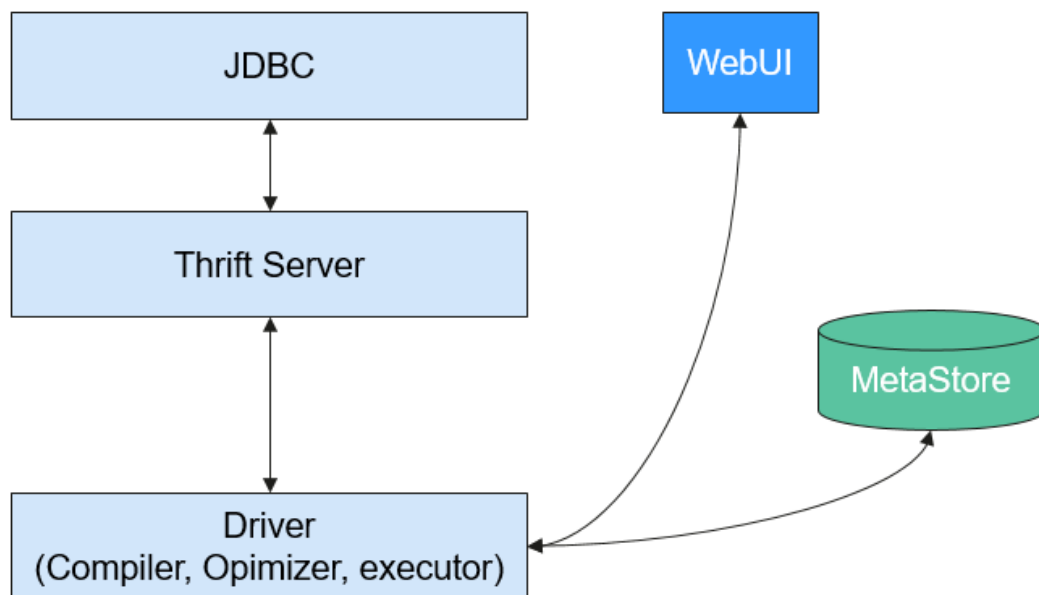 JDBC
WebUI
Thrift Server
MetaStore
Driver
(Compiler, Opimizer, executor)